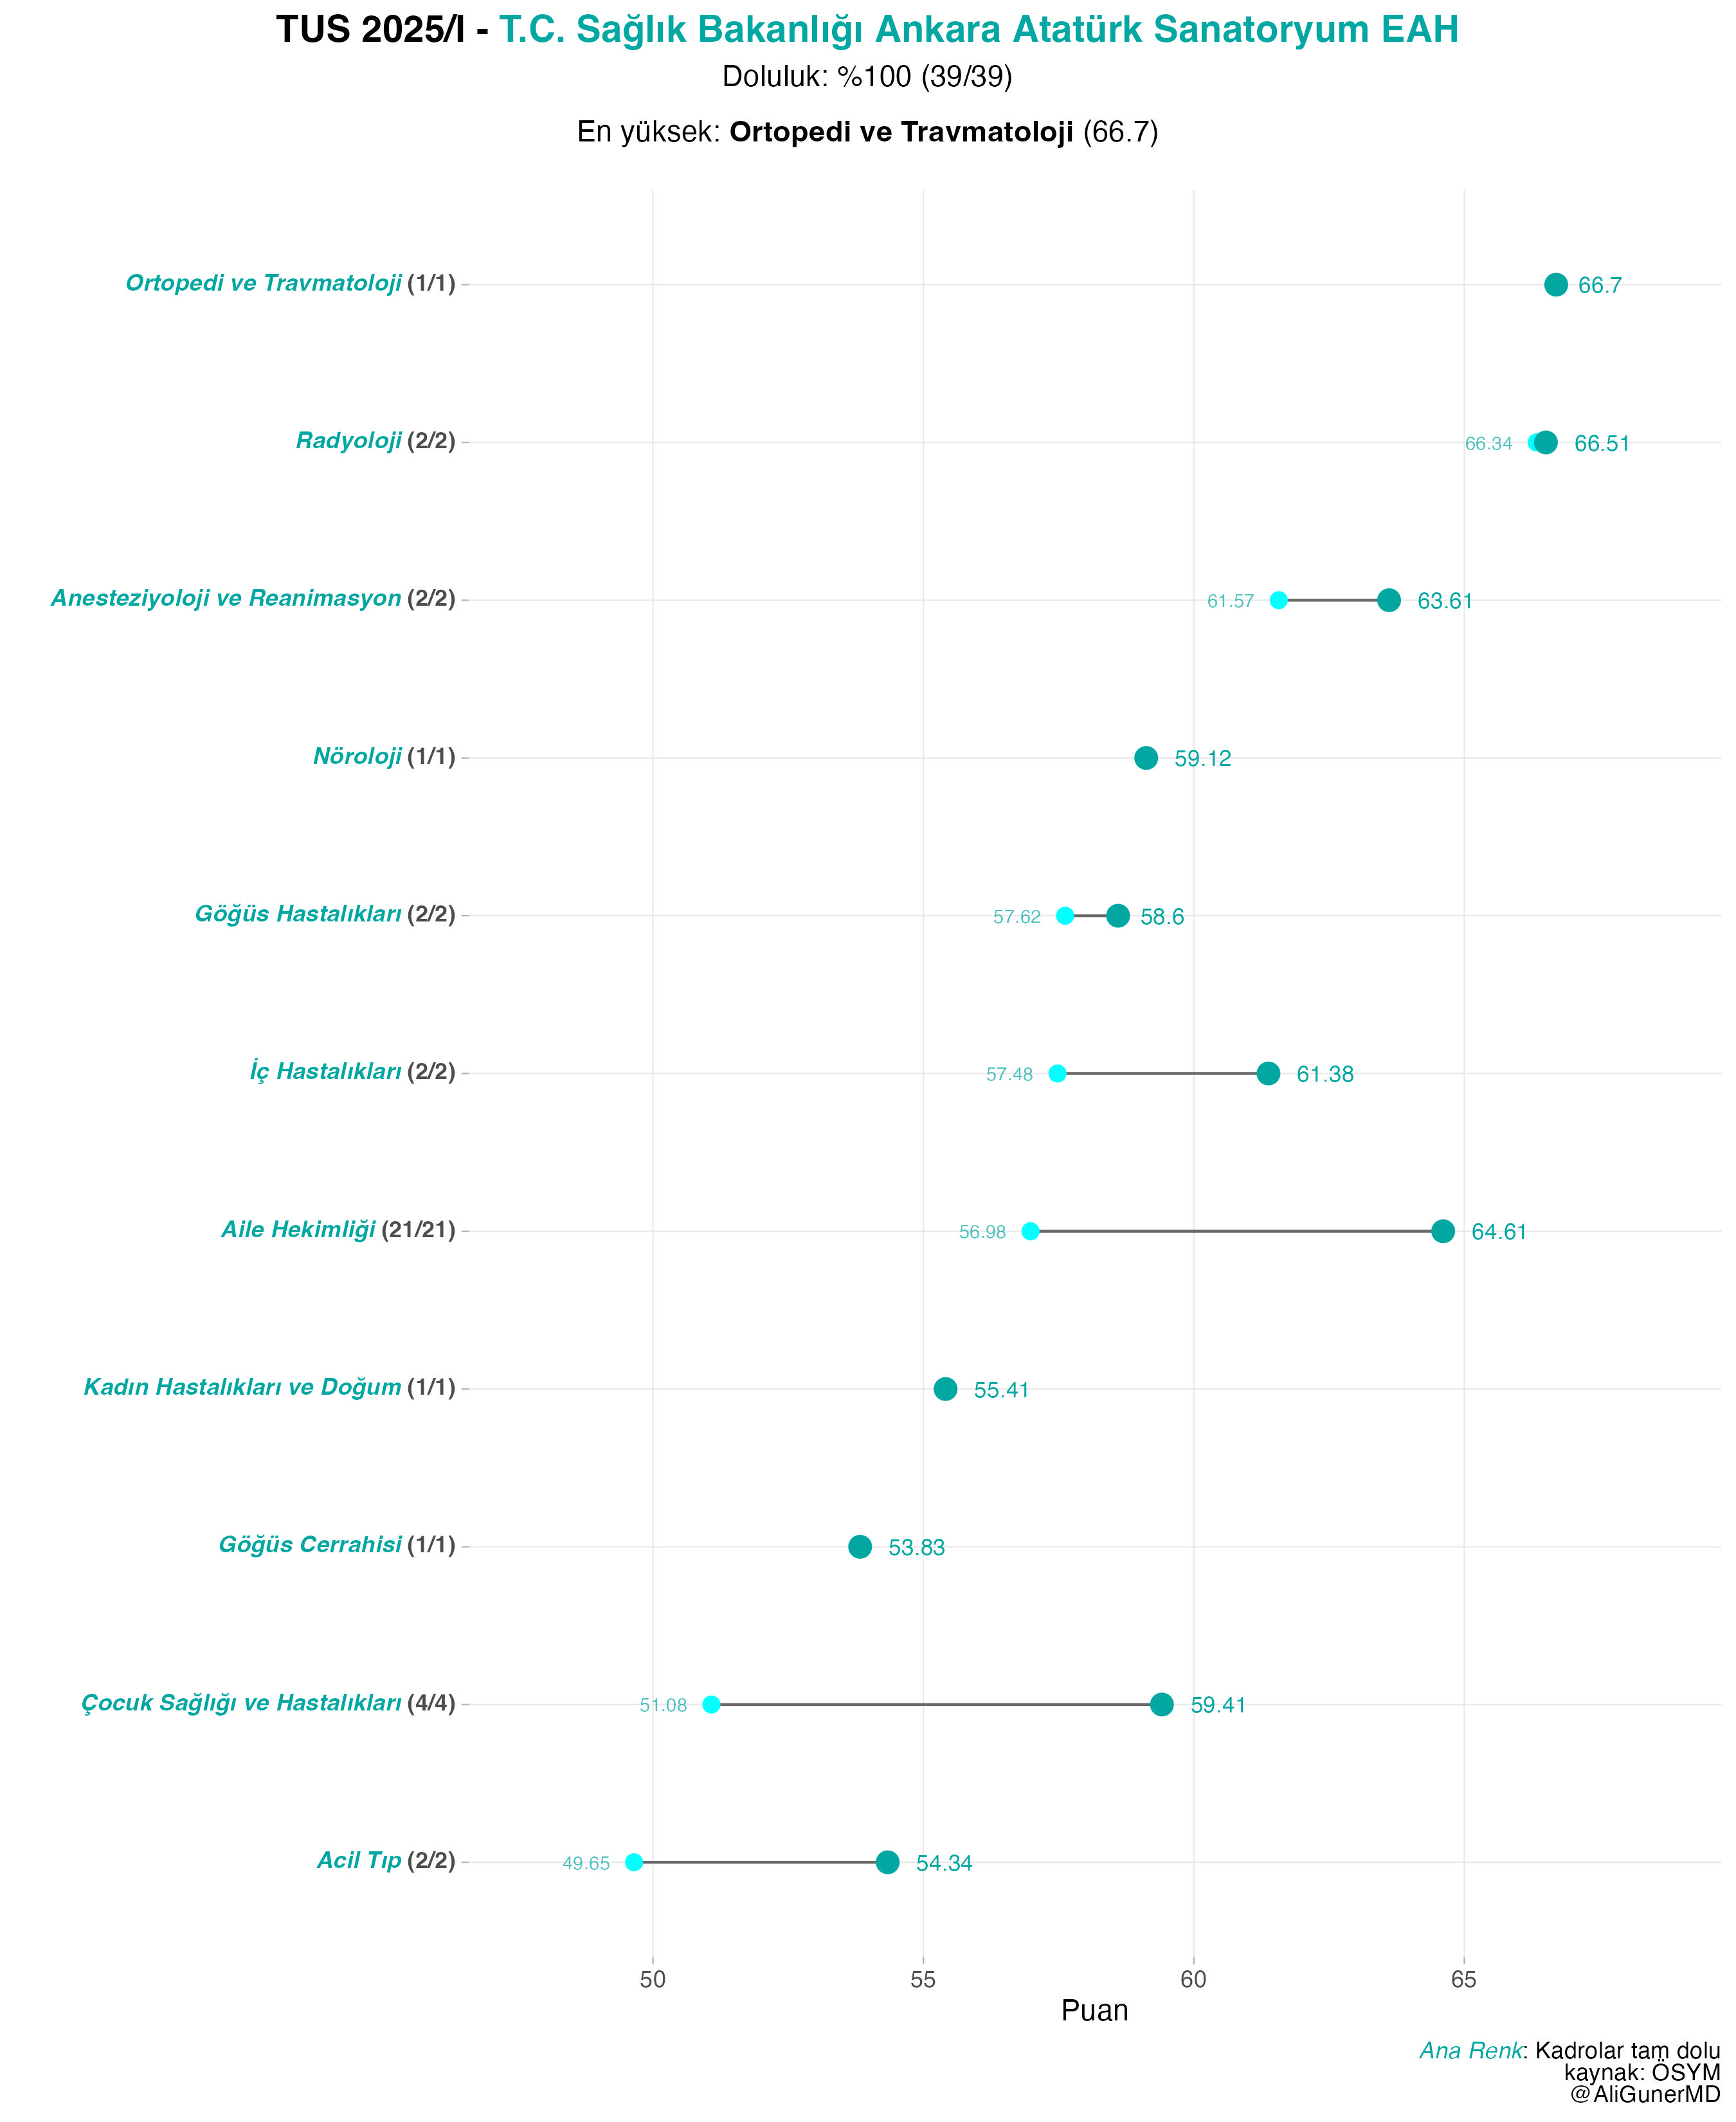 TUS 2025/I - T.C. Sağlık Bakanlığı Ankara Atatürk Sanatoryum EAH
Doluluk: %100 (39/39)
En yüksek: Ortopedi ve Travmatoloji (66.7)
Ortopedi ve Travmatoloji (1/1) 66.7
Radyoloji (2/2) 66.34 66.51
Anesteziyoloji ve Reanimasyon (2/2) 61.57 63.61
Nöroloji (1/1) 59.12
Göğüs Hastalıkları (2/2) 57.62 58.6
İç Hastalıkları (2/2) 57.48 61.38
Aile Hekimliği (21/21) 56.98 64.61
Kadın Hastalıkları ve Doğum (1/1) 55.41
Göğüs Cerrahisi (1/1) 53.83
Çocuk Sağlığı ve Hastalıkları (4/4) 51.08 59.41
Acil Tıp (2/2) 49.65 54.34
50 55 60 65
Puan
Ana Renk: Kadrolar tam dolu
kaynak: ÖSYM
@AliGunerMD